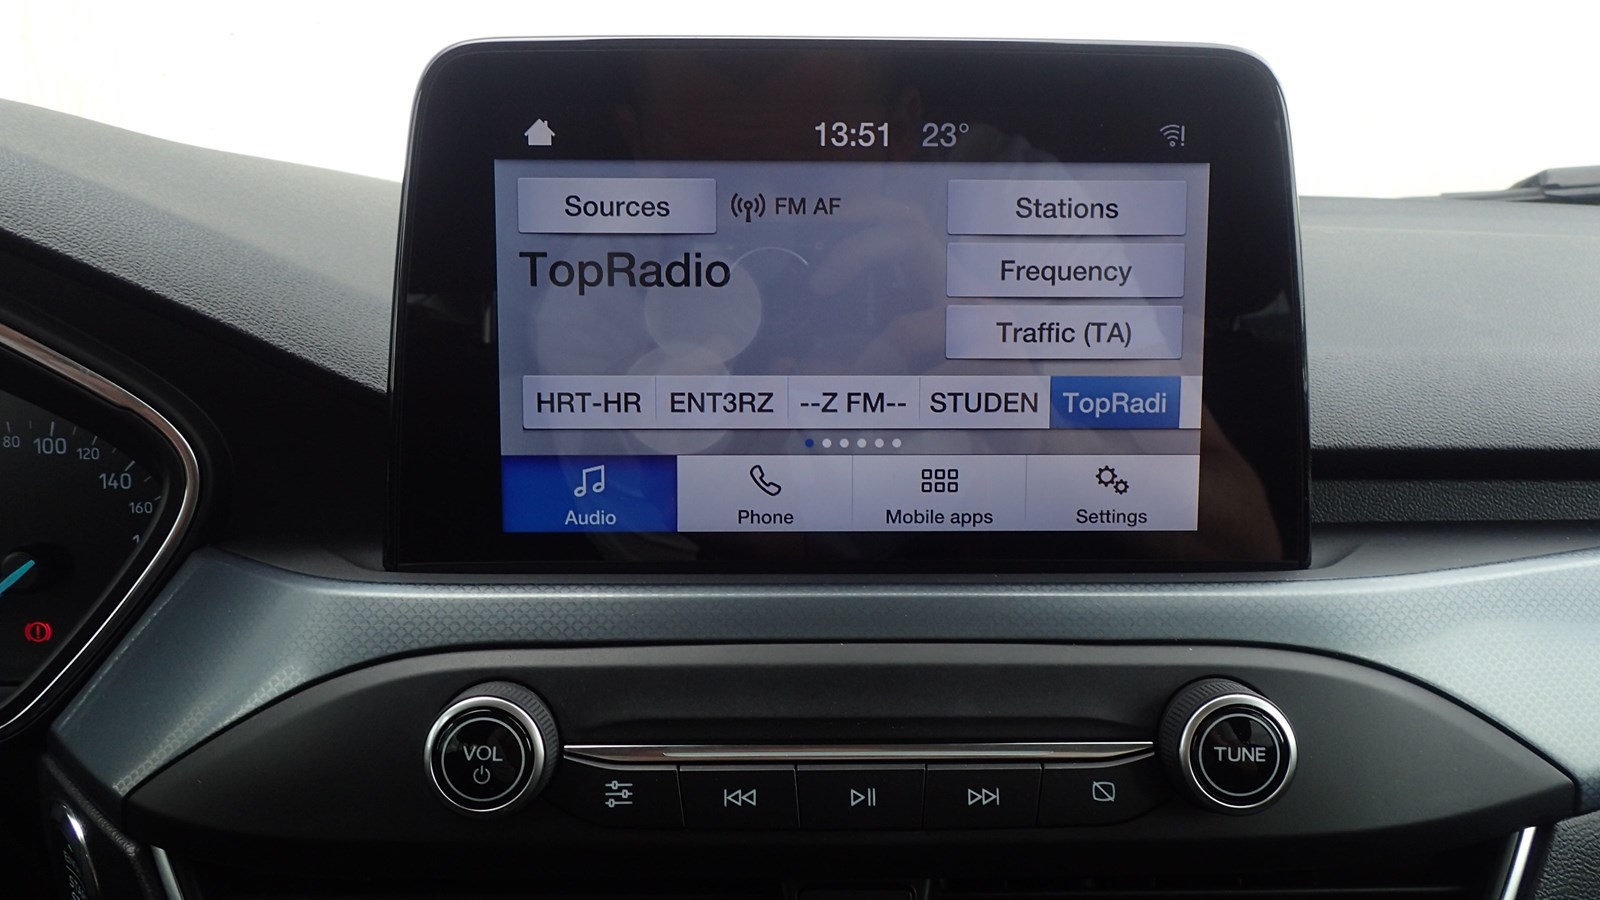 13:51 23°
Sources FM AF Stations
TopRadio
Frequency
Traffic (TA)
HRT-HR ENT3RZ --Z FM-- STUDEN TopRadi
Audio Phone Mobile apps Settings
80 100 120 140 160
VOL
TUNE